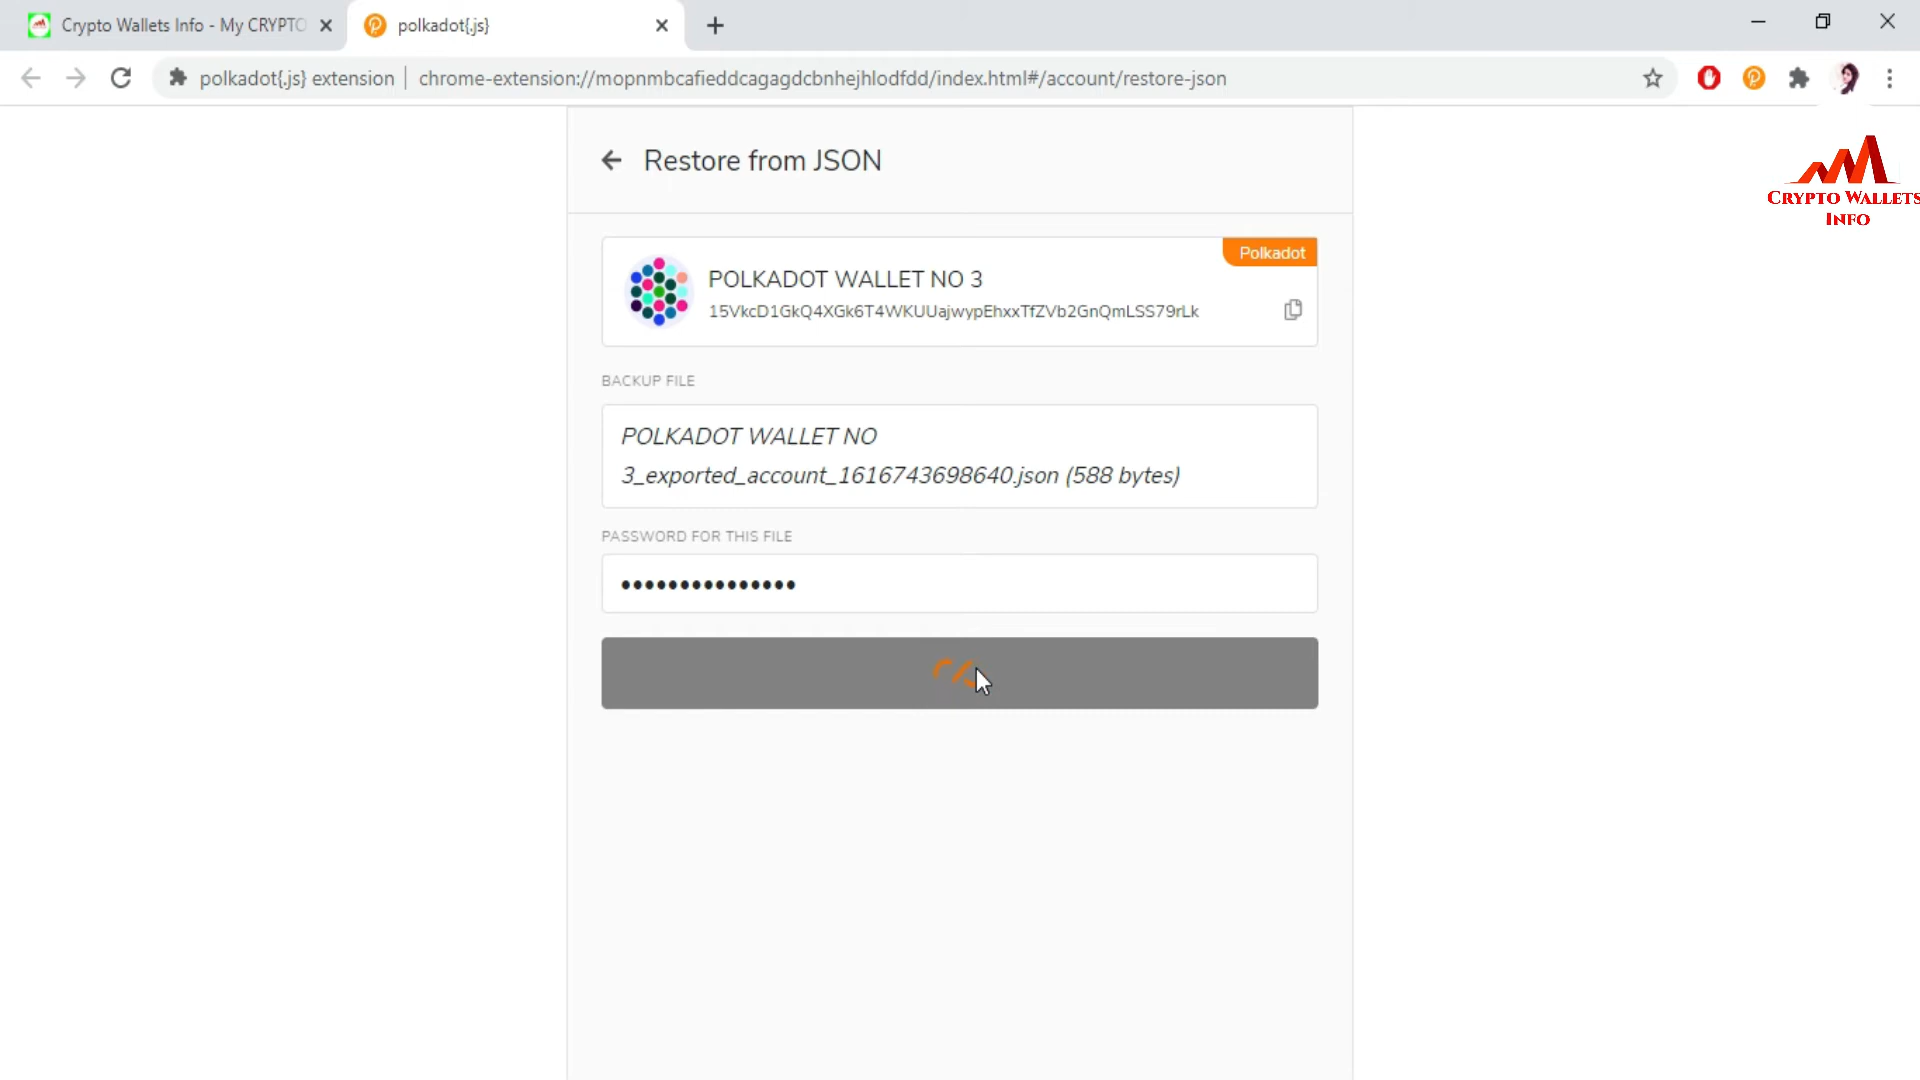 Crypto Wallets Info - My CRYPTO
polkadot{.js}
polkadot{.js} extension
chrome-extension://mopnmbcafieddcagagdcbnhejhlodfdd/index.html#/account/restore-json
CRYPTO WALLETS
INFO
Restore from JSON
Polkadot
POLKADOT WALLET NO 3
15VkcD1GkQ4XGk6T4WKUUajwypEhxxTfZVb2GnQmLSS79rLk
BACKUP FILE
POLKADOT WALLET NO
3_exported_account_1616743698640.json (588 bytes)
PASSWORD FOR THIS FILE